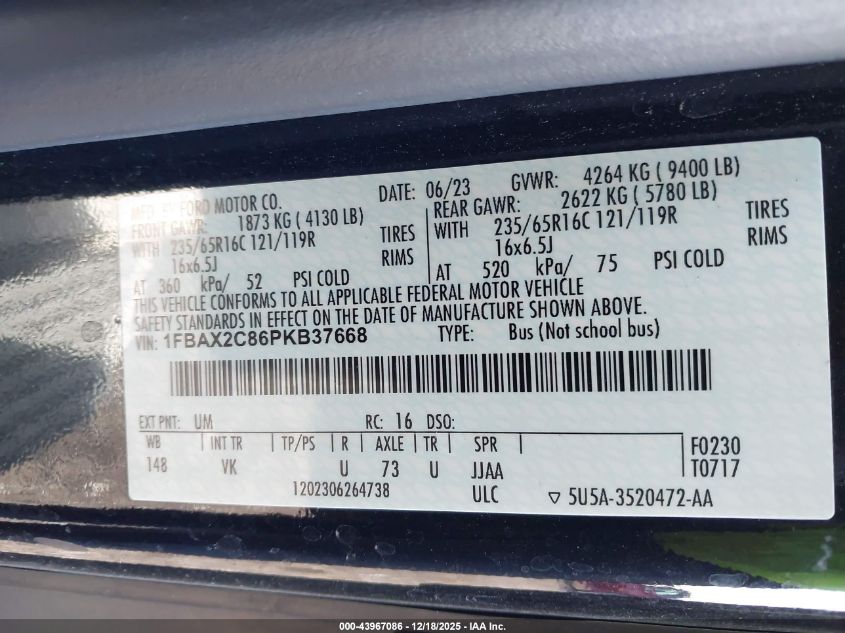 MFD. BY FORD MOTOR CO. DATE: 06/23 GVWR: 4264 KG ( 9400 LB)
FRONT GAWR: 1873 KG ( 4130 LB) REAR GAWR: 2622 KG ( 5780 LB)
WITH 235/65R16C 121/119R TIRES WITH 235/65R16C 121/119R TIRES
16x6.5J RIMS 16x6.5J RIMS
AT 360 kPa/ 52 PSI COLD AT 520 kPa/ 75 PSI COLD
THIS VEHICLE CONFORMS TO ALL APPLICABLE FEDERAL MOTOR VEHICLE
SAFETY STANDARDS IN EFFECT ON THE DATE OF MANUFACTURE SHOWN ABOVE.
VIN: 1FBAX2C86PKB37668 TYPE: Bus (Not school bus)
EXT PNT: UM RC: 16 DSO:
WB INT TR TP/PS R AXLE TR SPR F0230
148 VK U 73 U JJAA T0717
1202306264738 ULC ▽ 5U5A-3520472-AA
000-43967086 - 12/18/2025 - IAA Inc.